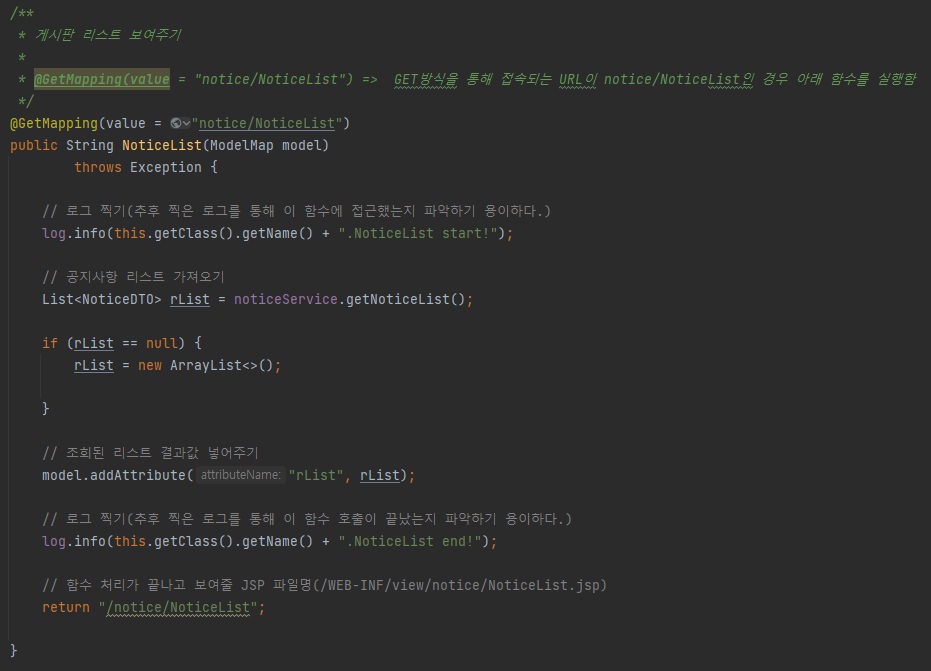 /**
 * 게시판 리스트 보여주기
 *
 * @GetMapping(value = "notice/NoticeList") =>  GET방식을 통해 접속되는 URL이 notice/NoticeList인 경우 아래 함수를 실행함
 */
@GetMapping(value = "notice/NoticeList")
public String NoticeList(ModelMap model)
        throws Exception {
    // 로그 찍기(추후 찍은 로그를 통해 이 함수에 접근했는지 파악하기 용이하다.)
    log.info(this.getClass().getName() + ".NoticeList start!");
    // 공지사항 리스트 가져오기
    List<NoticeDTO> rList = noticeService.getNoticeList();
    if (rList == null) {
        rList = new ArrayList<>();
    }
    // 조회된 리스트 결과값 넣어주기
    model.addAttribute( attributeName: "rList", rList);
    // 로그 찍기(추후 찍은 로그를 통해 이 함수 호출이 끝났는지 파악하기 용이하다.)
    log.info(this.getClass().getName() + ".NoticeList end!");
    // 함수 처리가 끝나고 보여줄 JSP 파일명(/WEB-INF/view/notice/NoticeList.jsp)
    return "/notice/NoticeList";
}